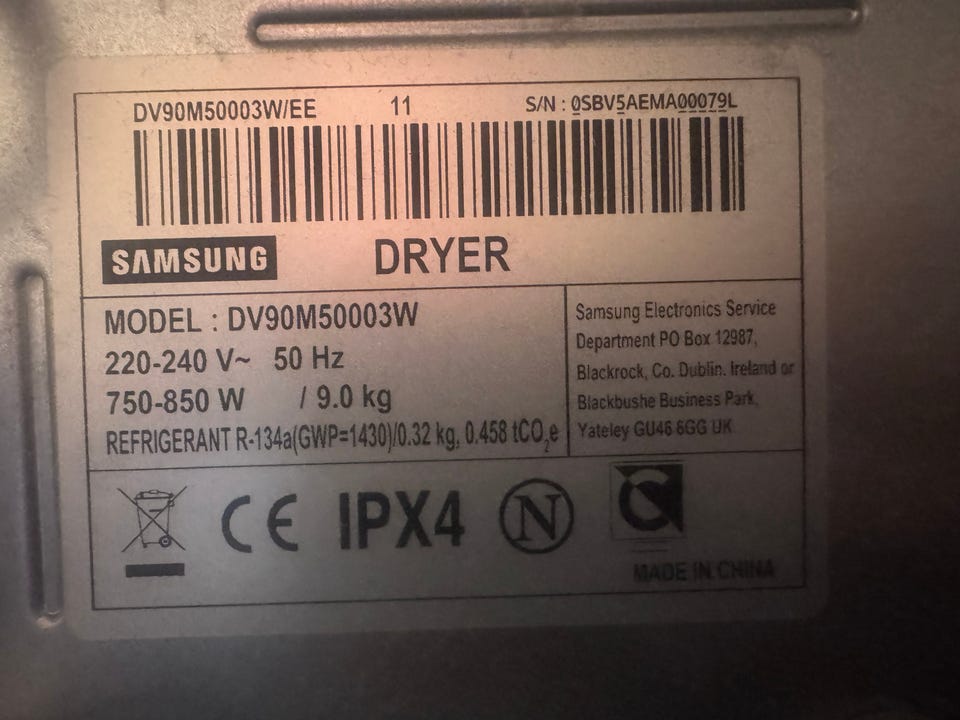 DV90M50003W/EE 11 S/N : 0SBV5AEMA00079L
SAMSUNG DRYER
MODEL : DV90M50003W
220-240 V~ 50 Hz
750-850 W / 9.0 kg
REFRIGERANT R-134a(GWP=1430)/0.32 kg, 0.458 tCO₂e
Samsung Electronics Service
Department PO Box 12987,
Blackrock, Co. Dublin. Ireland or
Blackbushe Business Park,
Yateley GU46 6GG UK
CE IPX4 N
MADE IN CHINA